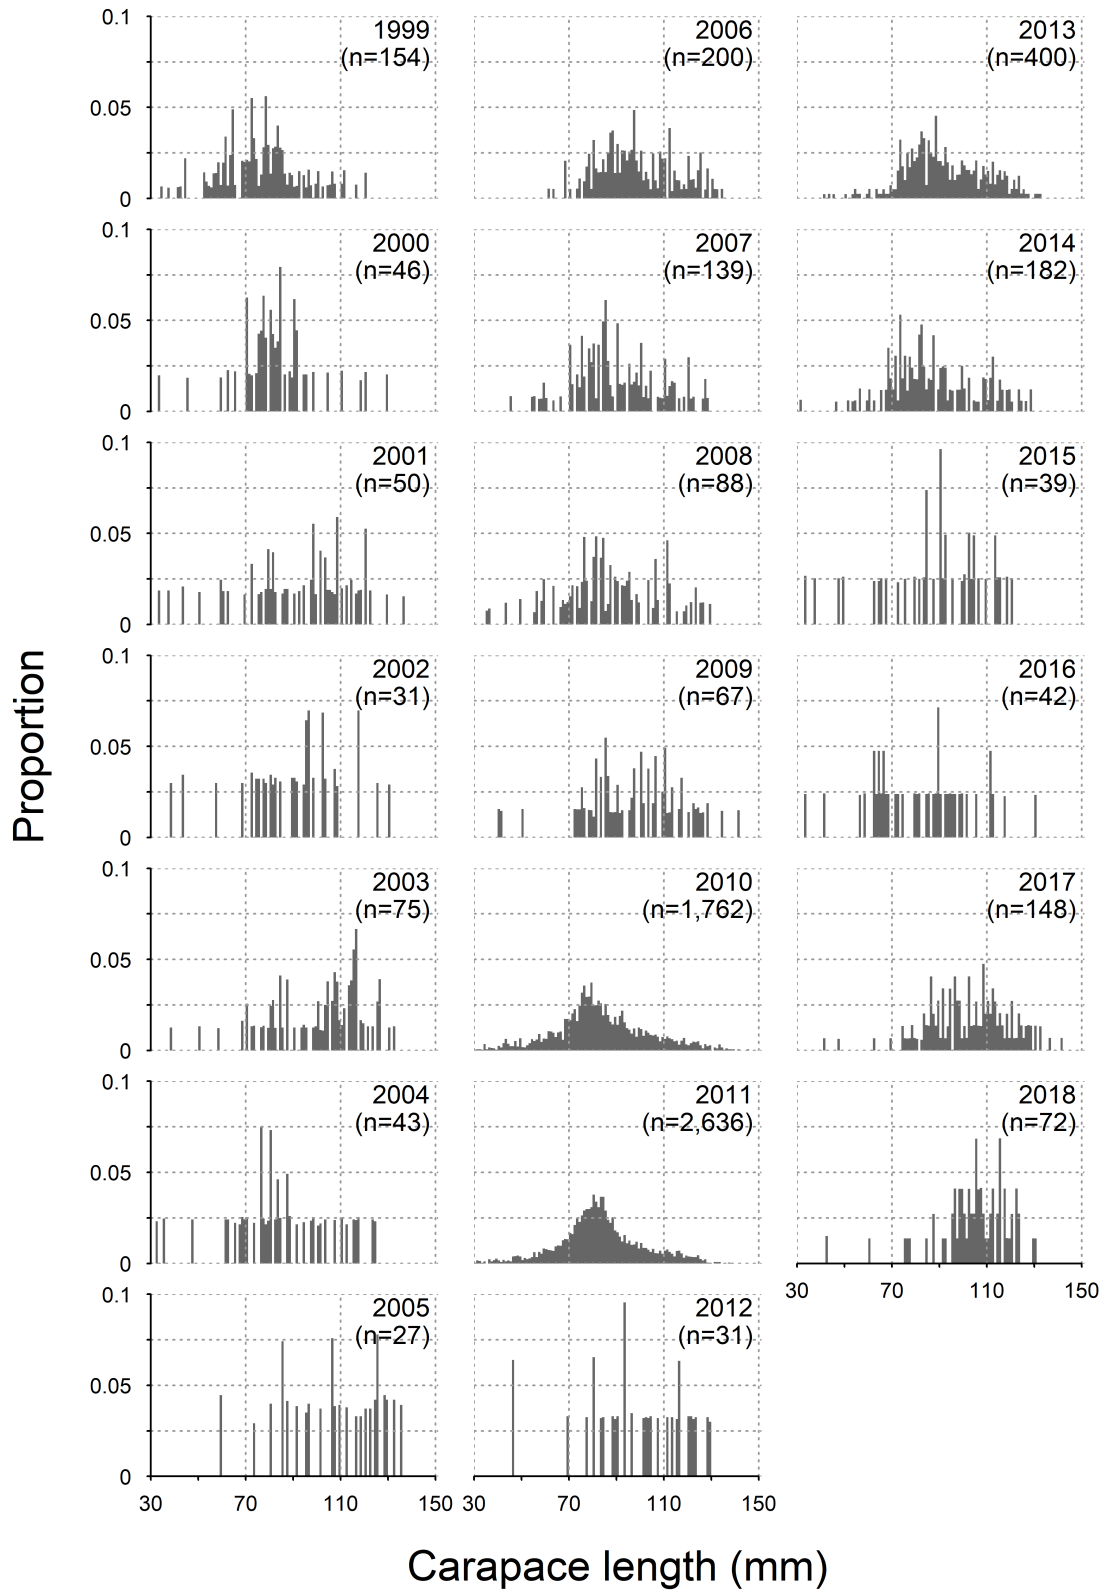 0.1
0.05
0
1999
(n=154)
2006
(n=200)
2013
(n=400)
0.1
0.05
0
2000
(n=46)
2007
(n=139)
2014
(n=182)
0.1
0.05
0
2001
(n=50)
2008
(n=88)
2015
(n=39)
0.1
0.05
0
2002
(n=31)
2009
(n=67)
2016
(n=42)
Proportion
0.1
0.05
0
2003
(n=75)
2010
(n=1,762)
2017
(n=148)
0.1
0.05
0
2004
(n=43)
2011
(n=2,636)
2018
(n=72)
30 70 110 150
0.1
0.05
0
2005
(n=27)
2012
(n=31)
30 70 110 150 30 70 110 150
Carapace length (mm)